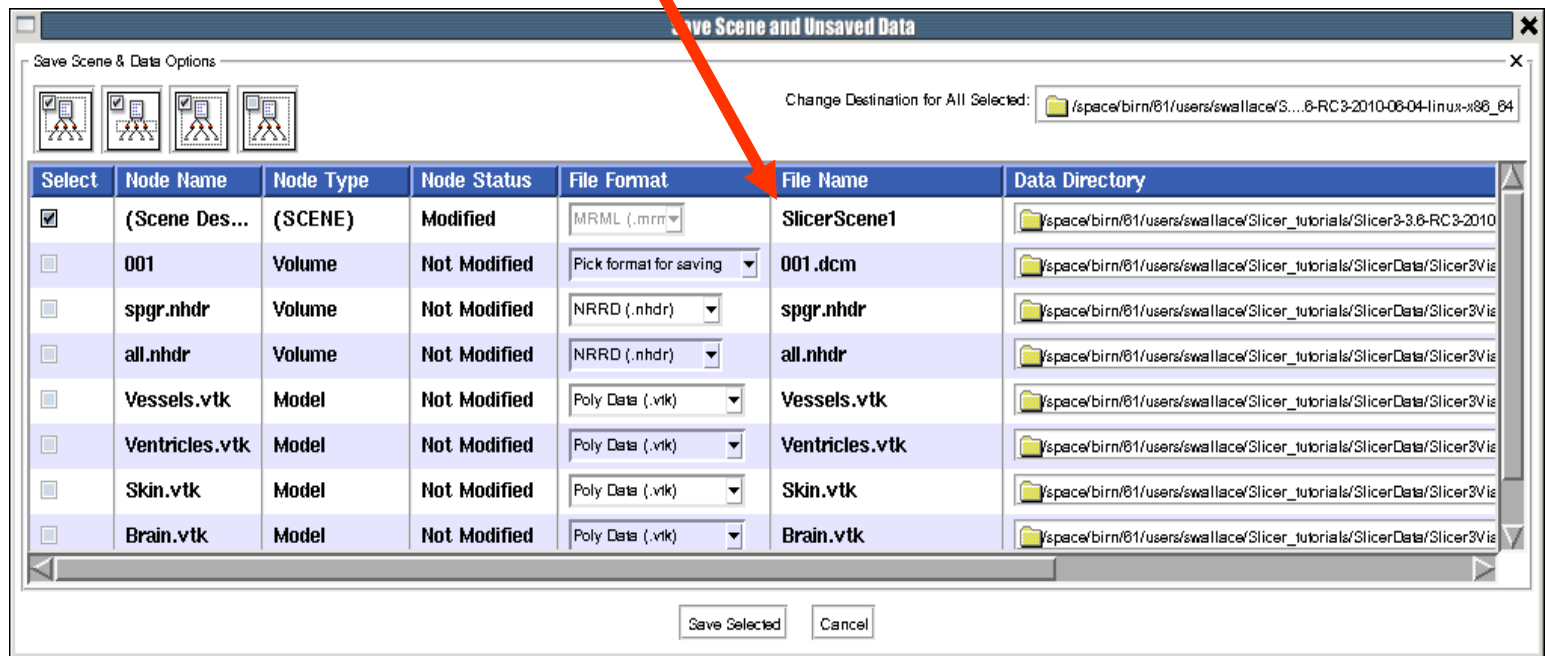 Save Scene and Unsaved Data
Save Scene & Data Options
Change Destination for All Selected: /space/birn/61/users/swallace/S....6-RC3-2010-06-04-linux-x86_64
Select Node Name Node Type Node Status File Format File Name Data Directory
(Scene Des... (SCENE) Modified MRML (.mrm SlicerScene1 /space/birn/61/users/swallace/Slicer_tutorials/Slicer3-3.6-RC3-2010
001 Volume Not Modified Pick format for saving 001.dcm /space/birn/61/users/swallace/Slicer_tutorials/SlicerData/Slicer3Vis
spgr.nhdr Volume Not Modified NRRD (.nhdr) spgr.nhdr /space/birn/61/users/swallace/Slicer_tutorials/SlicerData/Slicer3Vis
all.nhdr Volume Not Modified NRRD (.nhdr) all.nhdr /space/birn/61/users/swallace/Slicer_tutorials/SlicerData/Slicer3Vis
Vessels.vtk Model Not Modified Poly Data (.vtk) Vessels.vtk /space/birn/61/users/swallace/Slicer_tutorials/SlicerData/Slicer3Vis
Ventricles.vtk Model Not Modified Poly Data (.vtk) Ventricles.vtk /space/birn/61/users/swallace/Slicer_tutorials/SlicerData/Slicer3Vis
Skin.vtk Model Not Modified Poly Data (.vtk) Skin.vtk /space/birn/61/users/swallace/Slicer_tutorials/SlicerData/Slicer3Vis
Brain.vtk Model Not Modified Poly Data (.vtk) Brain.vtk /space/birn/61/users/swallace/Slicer_tutorials/SlicerData/Slicer3Vis
Save Selected Cancel